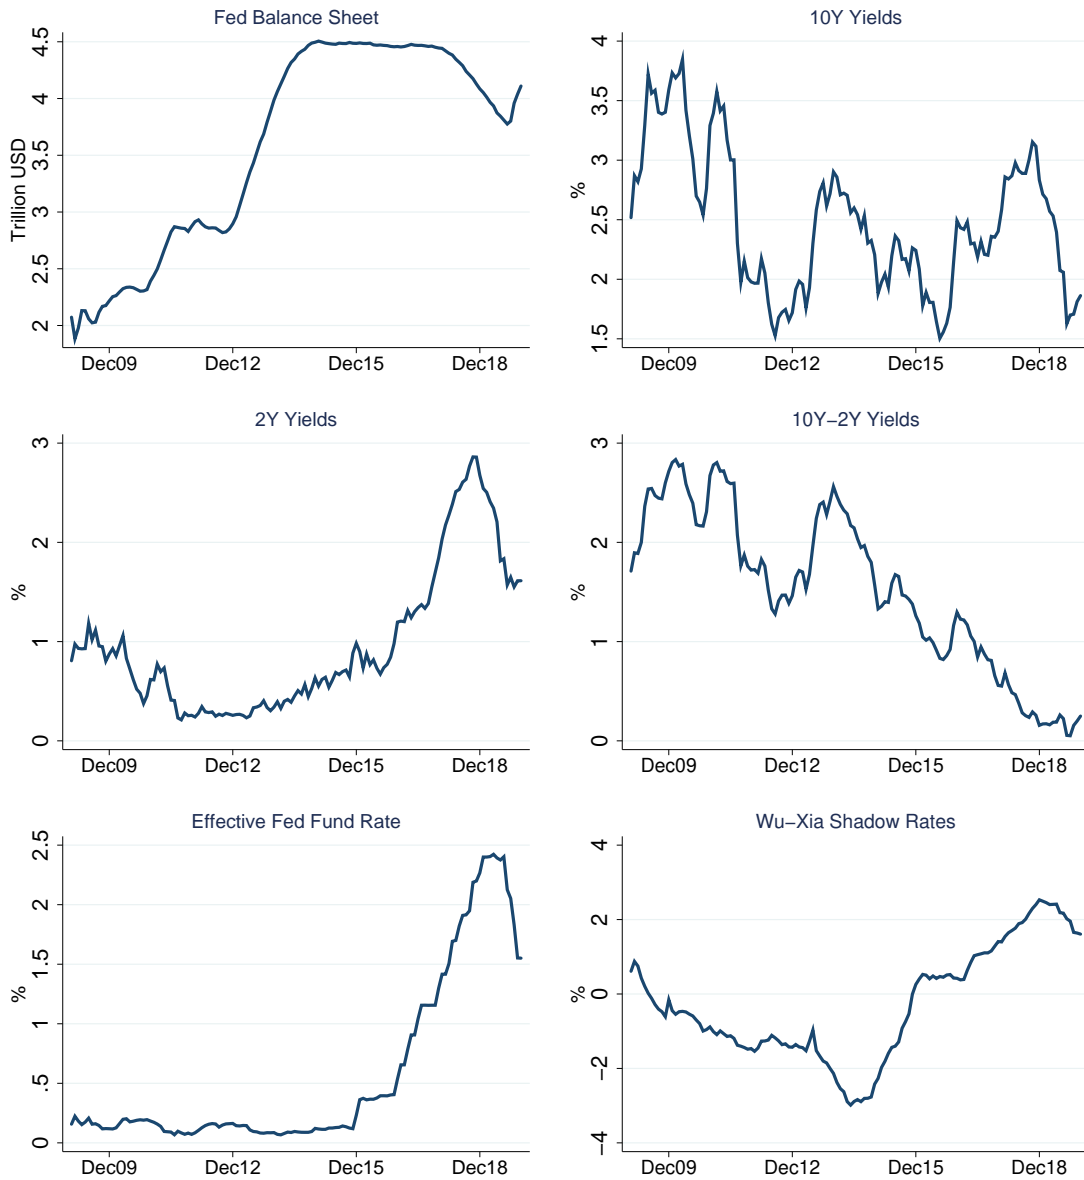 Fed Balance Sheet
Trillion USD
4.5
4
3.5
3
2.5
2
Dec09 Dec12 Dec15 Dec18
10Y Yields
%
4
3.5
3
2.5
2
1.5
Dec09 Dec12 Dec15 Dec18
2Y Yields
%
3
2
1
0
Dec09 Dec12 Dec15 Dec18
10Y−2Y Yields
%
3
2
1
0
Dec09 Dec12 Dec15 Dec18
Effective Fed Fund Rate
%
2.5
2
1.5
1
.5
0
Dec09 Dec12 Dec15 Dec18
Wu−Xia Shadow Rates
%
4
2
0
−2
−4
Dec09 Dec12 Dec15 Dec18